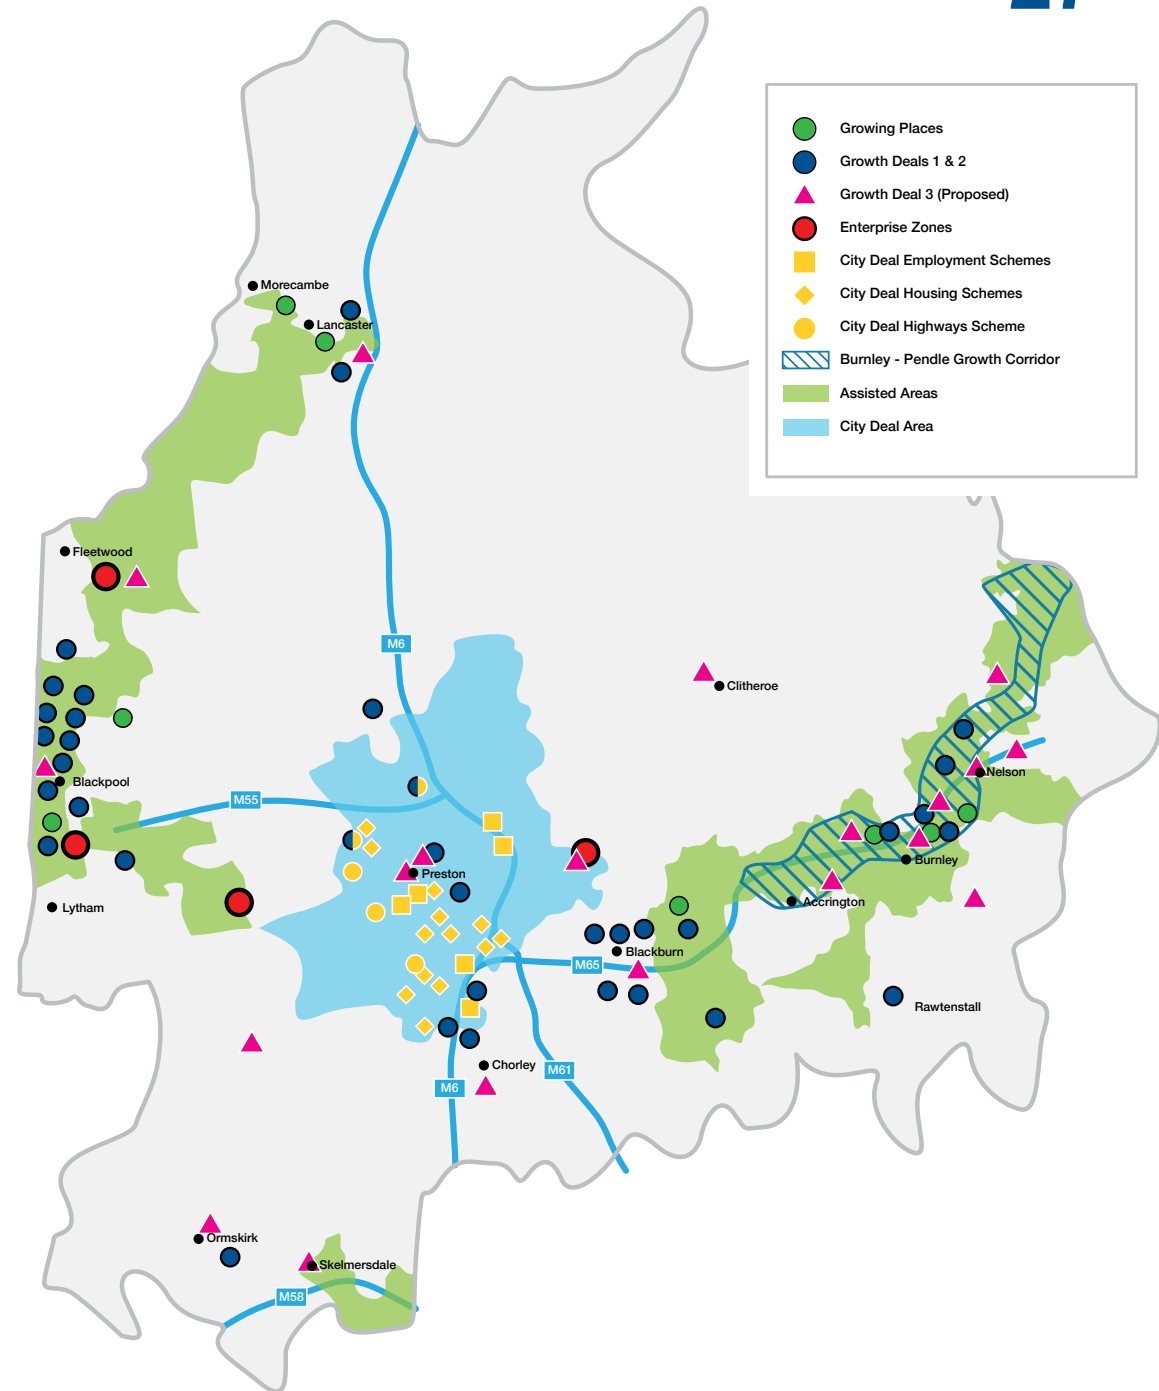 Growing Places
Growth Deals 1 & 2
Growth Deal 3 (Proposed)
Enterprise Zones
City Deal Employment Schemes
City Deal Housing Schemes
City Deal Highways Scheme
Burnley - Pendle Growth Corridor
Assisted Areas
City Deal Area
Morecambe
Lancaster
Fleetwood
M6
Clitheroe
Nelson
Blackpool
M55
Burnley
Preston
Accrington
Lytham
Blackburn
M65
Rawtenstall
Chorley
M61
M6
Ormskirk
Skelmersdale
M58